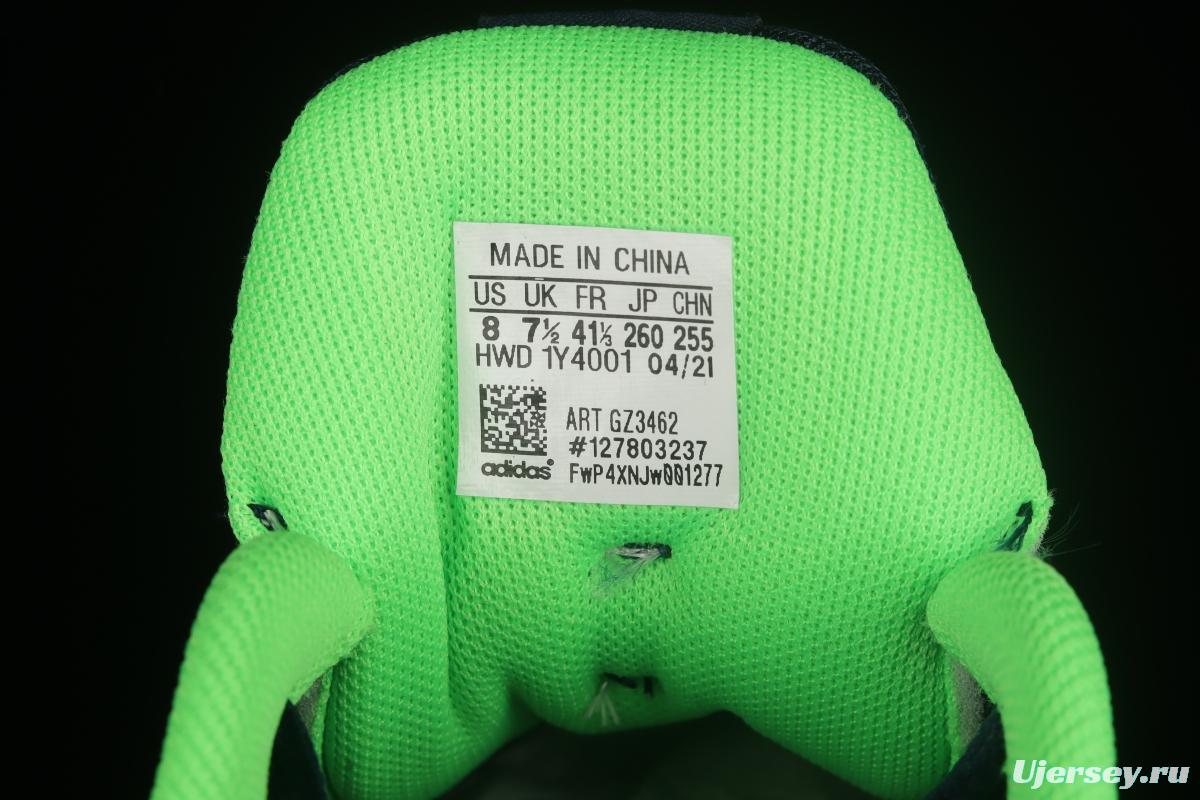 MADE IN CHINA
US UK FR JP CHN
8 7½ 41⅓ 260 255
HWD 1Y4001 04/21
ART GZ3462
#127803237
adidas® FwP4XNJw001277
Ujersey.ru